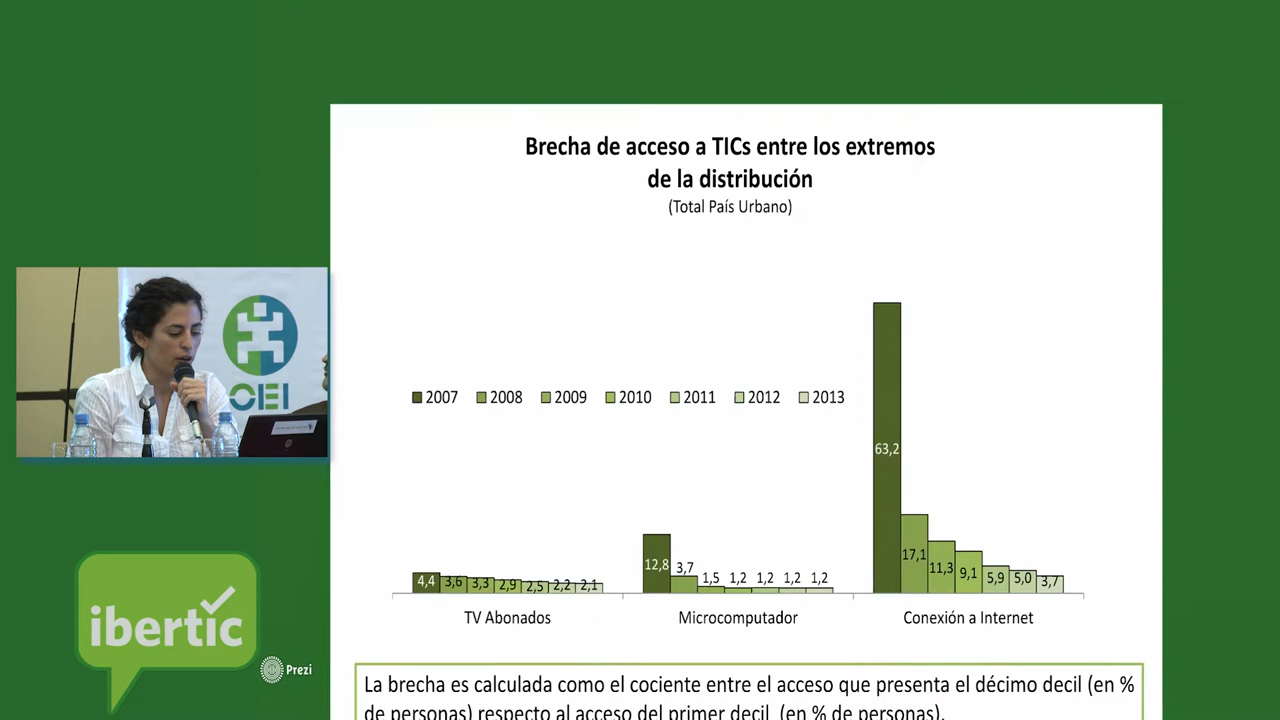 Brecha de acceso a TICs entre los extremos
de la distribución
(Total País Urbano)
2007 2008 2009 2010 2011 2012 2013
63,2
17,1
11,3
9,1
5,9
5,0
3,7
12,8
3,7
1,5
1,2
1,2
1,2
1,2
4,4
3,6
3,3
2,9
2,5
2,2
2,1
TV Abonados
Microcomputador
Conexión a Internet
La brecha es calculada como el cociente entre el acceso que presenta el décimo decil (en %
de personas) respecto al acceso del primer decil (en % de personas).
OEI
ibertic
Prezi